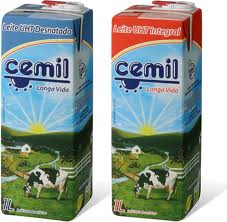 Leite UHT Desnatado
cemil
Longa Vida
1L
Leite UHT Integral
cemil
Longa Vida
1L